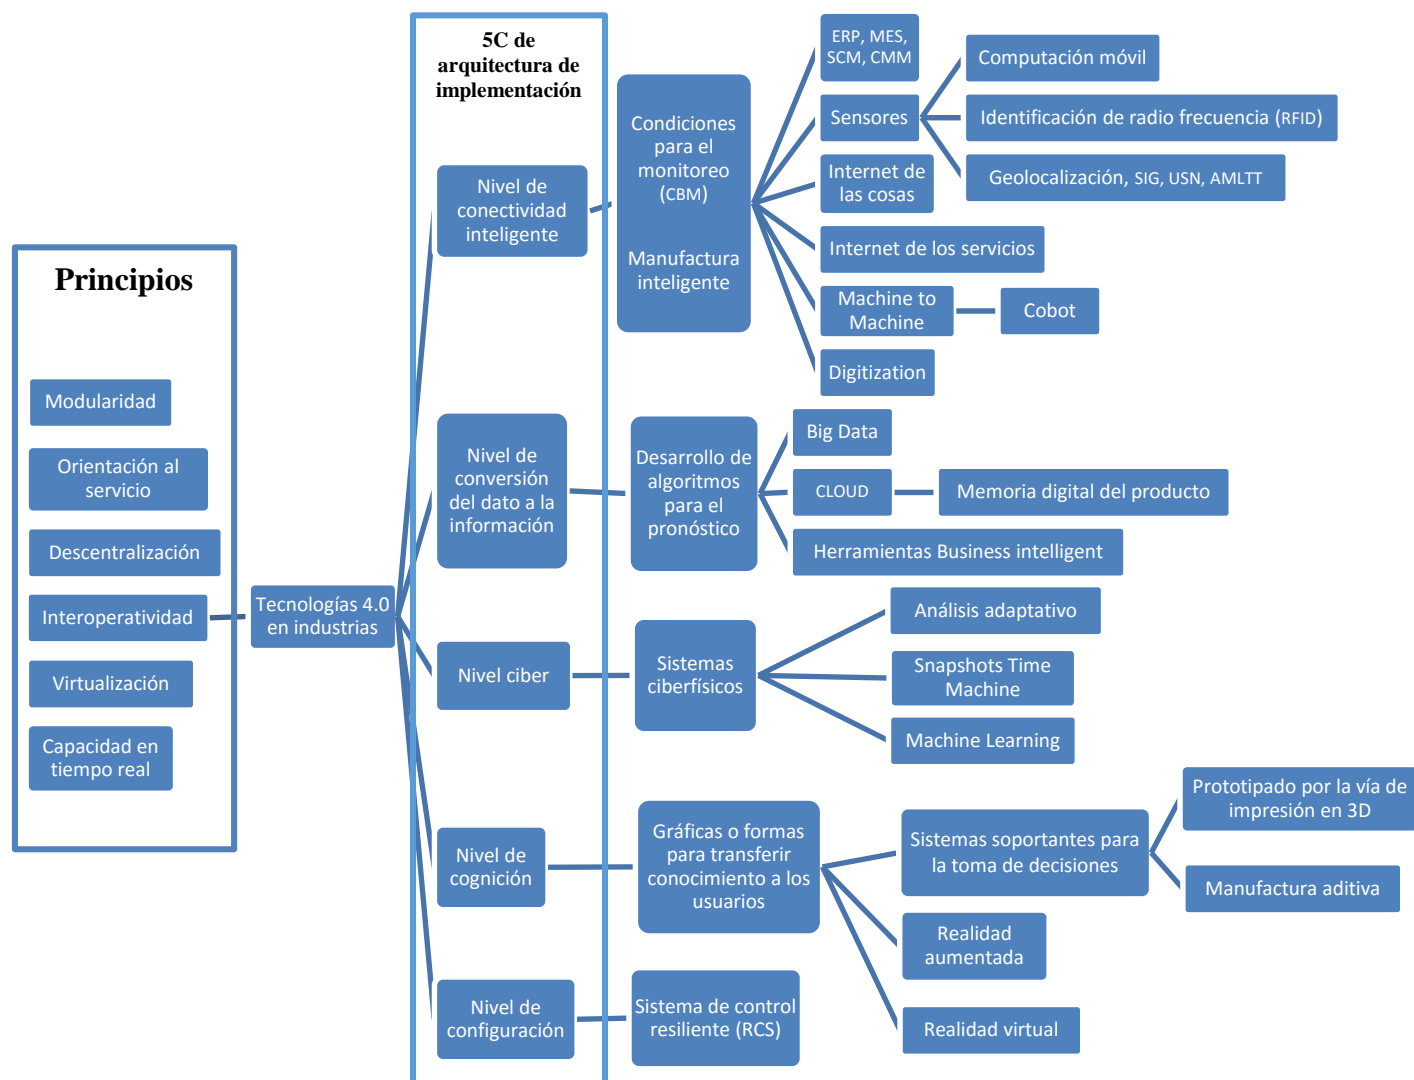 Principios
Modularidad
Orientación al
servicio
Descentralización
Interoperatividad
Virtualización
Capacidad en
tiempo real
Tecnologías 4.0
en industrias
5C de
arquitectura de
implementación
Nivel de
conectividad
inteligente
Condiciones
para el
monitoreo
(CBM)
Manufactura
inteligente
ERP, MES,
SCM, CMM
Sensores
Computación móvil
Identificación de radio frecuencia (RFID)
Geolocalización, SIG, USN, AMLTT
Internet de
las cosas
Internet de los servicios
Machine to
Machine
Cobot
Digitization
Nivel de
conversión
del dato a la
información
Desarrollo de
algoritmos
para el
pronóstico
Big Data
CLOUD
Memoria digital del producto
Herramientas Business intelligent
Nivel ciber
Sistemas
ciberfísicos
Análisis adaptativo
Snapshots Time
Machine
Machine Learning
Nivel de
cognición
Gráficas o formas
para transferir
conocimiento a los
usuarios
Sistemas soportantes para
la toma de decisiones
Prototipado por la vía de
impresión en 3D
Manufactura aditiva
Realidad
aumentada
Realidad virtual
Nivel de
configuración
Sistema de control
resiliente (RCS)